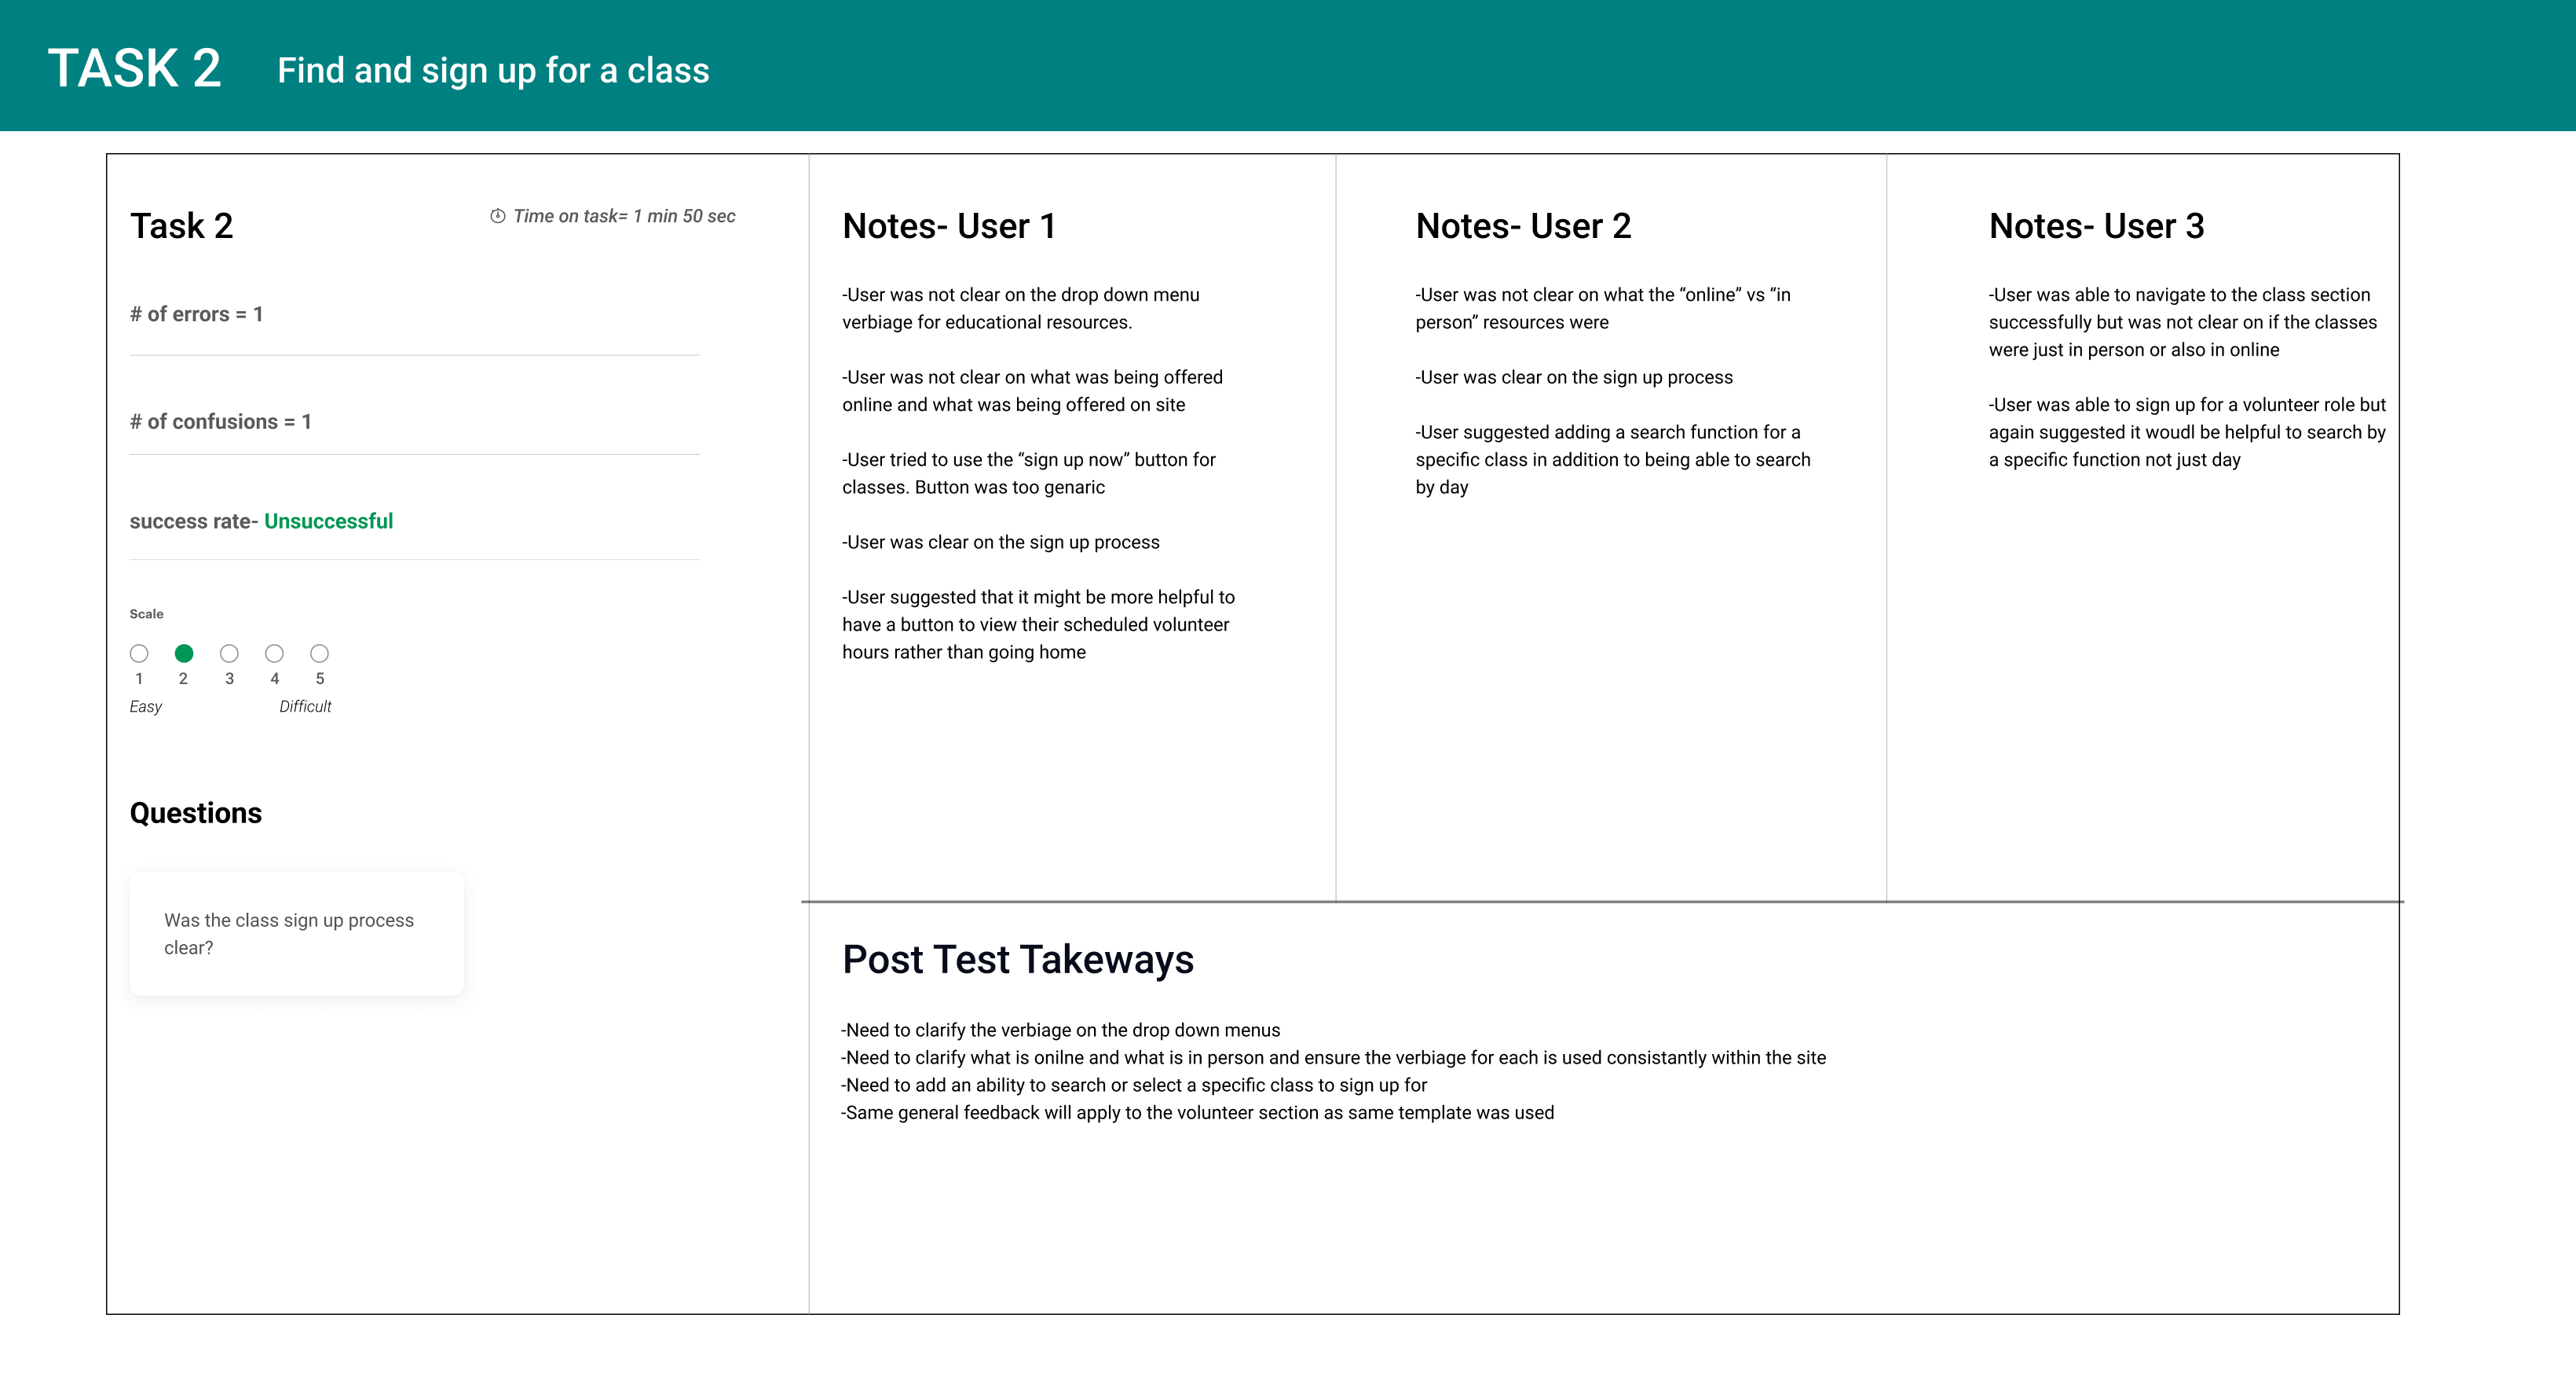 TASK 2
Find and sign up for a class
Task 2
Time on task= 1 min 50 sec
# of errors = 1
# of confusions = 1
success rate- Unsuccessful
Scale
1 2 3 4 5
Easy Difficult
Questions
Was the class sign up process
clear?
Notes- User 1
-User was not clear on the drop down menu
verbiage for educational resources.
-User was not clear on what was being offered
online and what was being offered on site
-User tried to use the “sign up now” button for
classes. Button was too genaric
-User was clear on the sign up process
-User suggested that it might be more helpful to
have a button to view their scheduled volunteer
hours rather than going home
Notes- User 2
-User was not clear on what the “online” vs “in
person” resources were
-User was clear on the sign up process
-User suggested adding a search function for a
specific class in addition to being able to search
by day
Notes- User 3
-User was able to navigate to the class section
successfully but was not clear on if the classes
were just in person or also in online
-User was able to sign up for a volunteer role but
again suggested it woudl be helpful to search by
a specific function not just day
Post Test Takeways
-Need to clarify the verbiage on the drop down menus
-Need to clarify what is onilne and what is in person and ensure the verbiage for each is used consistantly within the site
-Need to add an ability to search or select a specific class to sign up for
-Same general feedback will apply to the volunteer section as same template was used